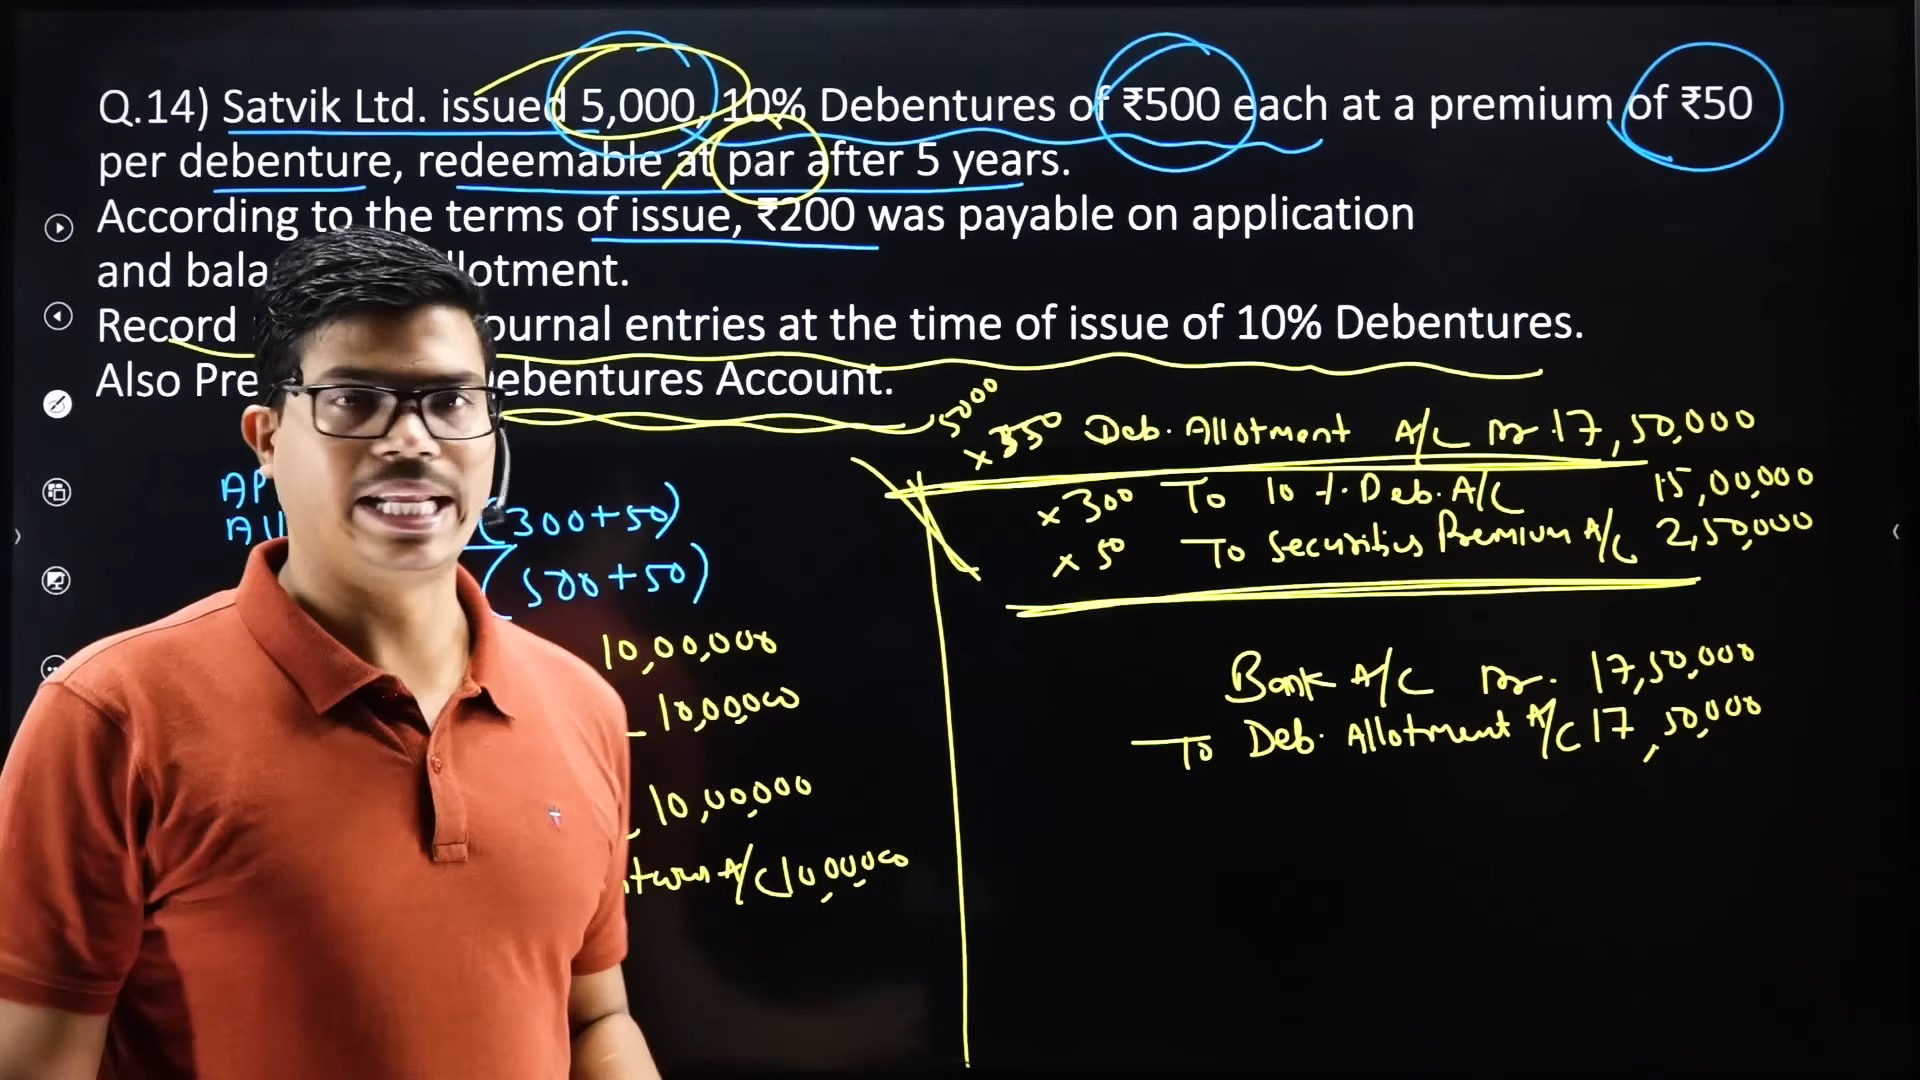 Q.14) Satvik Ltd. issued 5,000, 10% Debentures of ₹500 each at a premium of ₹50
per debenture, redeemable at par after 5 years.
According to the terms of issue, ₹200 was payable on application
and bala llotment.
Record ournal entries at the time of issue of 10% Debentures.
Also Pre ebentures Account.
AP
All (300+50)
(500+50)
10,00,000
10,00,000
10,00,000
A/C 10,00,000
5000
x 350 Deb. Allotment A/C Dr. 17,50,000
x 300 To 10 %. Deb. A/C 15,00,000
x 50 To Securities Premium A/C 2,50,000
Bank A/C Dr. 17,50,000
To Deb. Allotment A/C 17,50,000